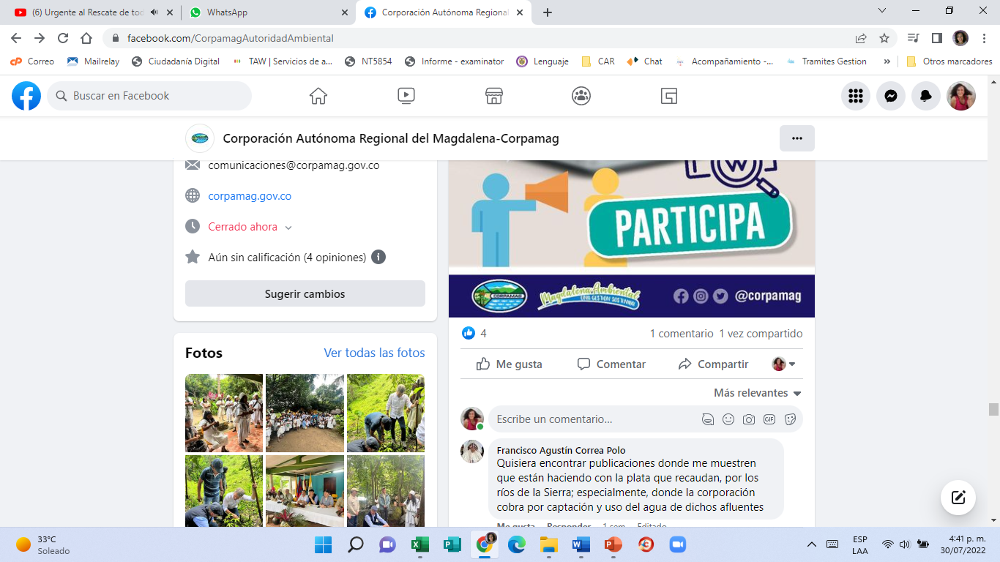 (6) Urgente al Rescate de tod
WhatsApp
Corporación Autónoma Regional
facebook.com/CorpamagAutoridadAmbiental
Correo
Mailrelay
Ciudadanía Digital
TAW | Servicios de a...
NT5854
Informe - examinator
Lenguaje
CAR
Chat
Acompañamiento -...
Tramites Gestion
»
Otros marcadores
Buscar en Facebook
Corporación Autónoma Regional del Magdalena-Corpamag
comunicaciones@corpamag.gov.co
corpamag.gov.co
Cerrado ahora
Aún sin calificación (4 opiniones)
Sugerir cambios
Fotos
Ver todas las fotos
W
PARTICIPA
CORPAMAG
Magdalena Ambiental
UNA GESTIÓN SOSTENIBLE
@corpamag
4
1 comentario 1 vez compartido
Me gusta
Comentar
Compartir
Más relevantes
Escribe un comentario...
GIF
Francisco Agustín Correa Polo
Quisiera encontrar publicaciones donde me muestren
que están haciendo con la plata que recaudan, por los
ríos de la Sierra; especialmente, donde la corporación
cobra por captación y uso del agua de dichos afluentes
Me gusta Responder 1 sem Editado
33°C
Soleado
ESP
LAA
4:41 p. m.
30/07/2022